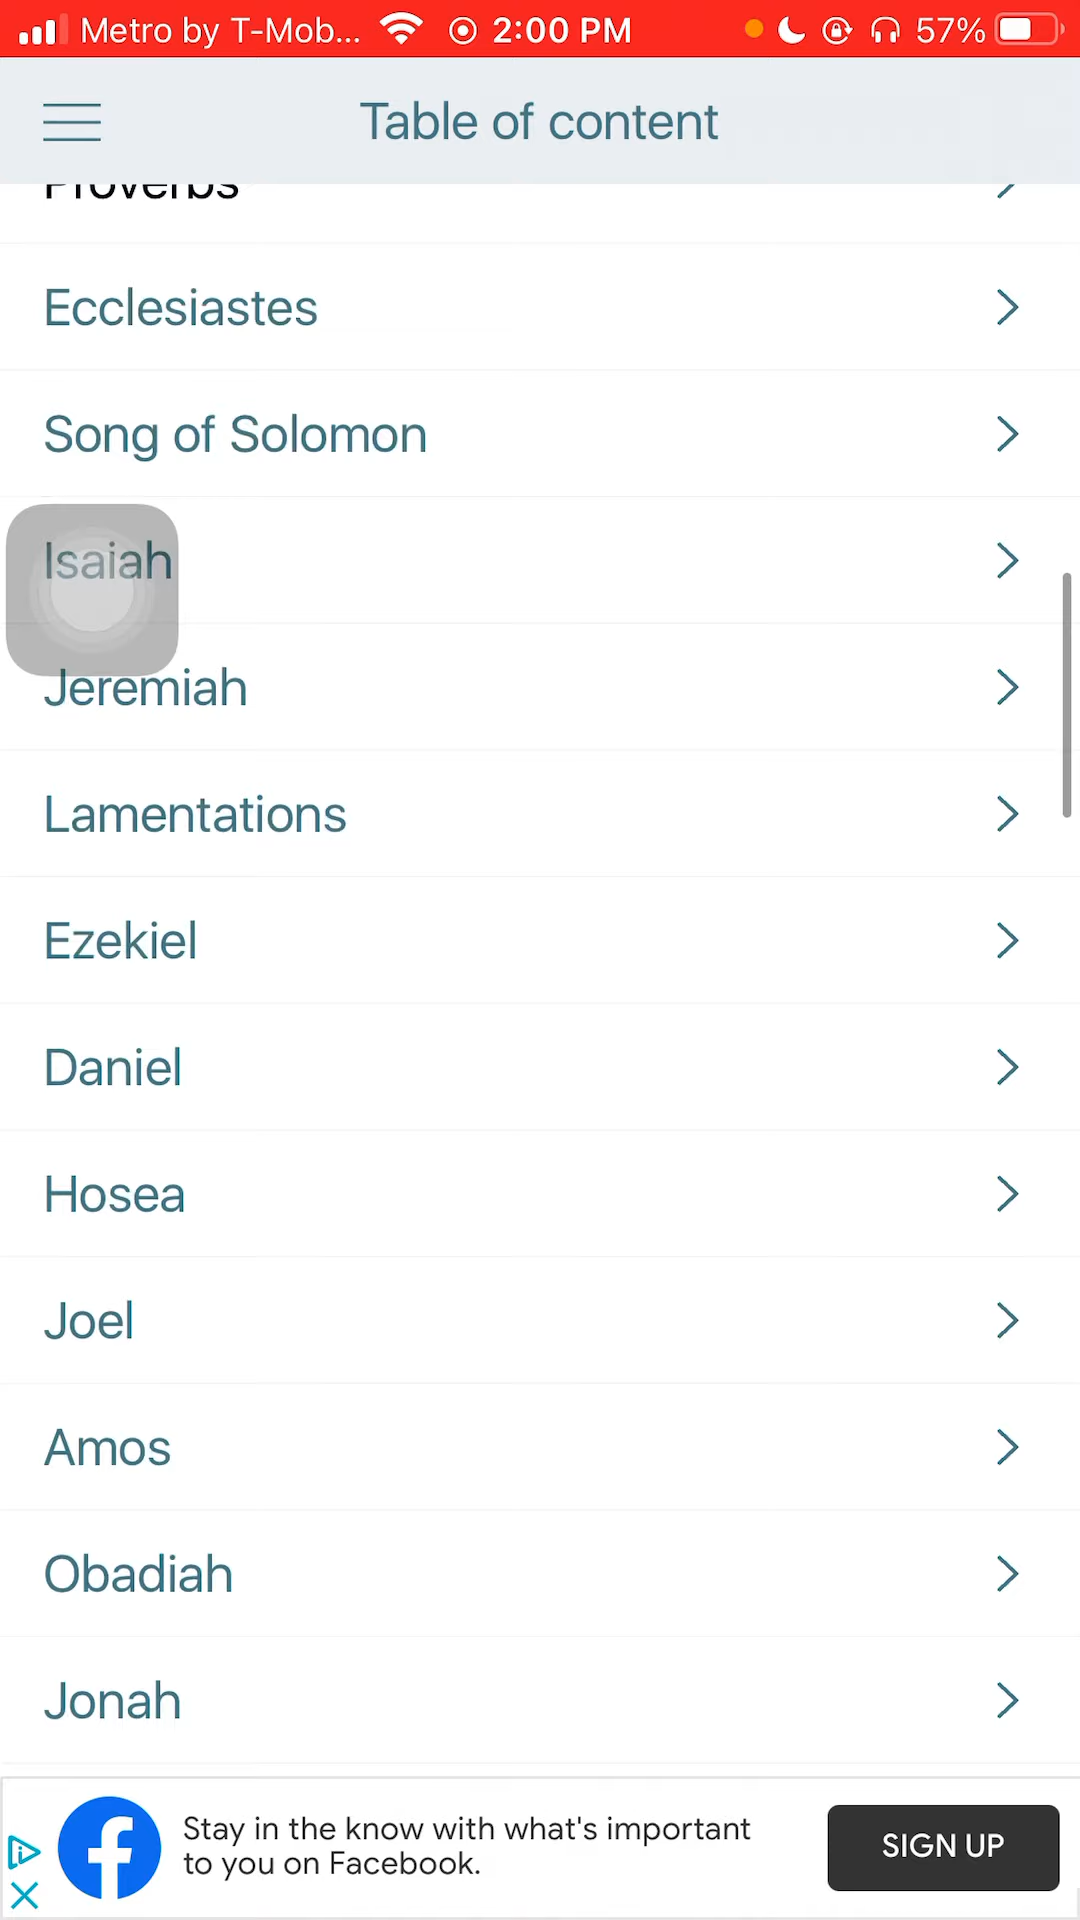 Metro by T-Mob... 2:00 PM 57%
Table of content
Proverbs
Ecclesiastes
Song of Solomon
Isaiah
Jeremiah
Lamentations
Ezekiel
Daniel
Hosea
Joel
Amos
Obadiah
Jonah
Stay in the know with what's important
to you on Facebook.
SIGN UP